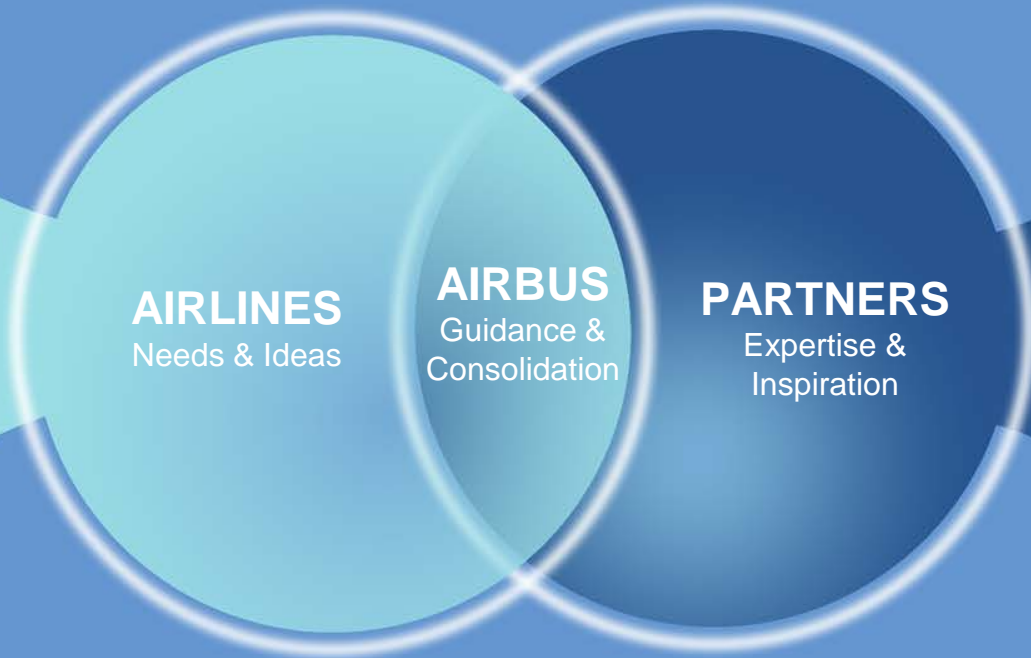 AIRLINES
Needs & Ideas
AIRBUS
Guidance &
Consolidation
PARTNERS
Expertise &
Inspiration